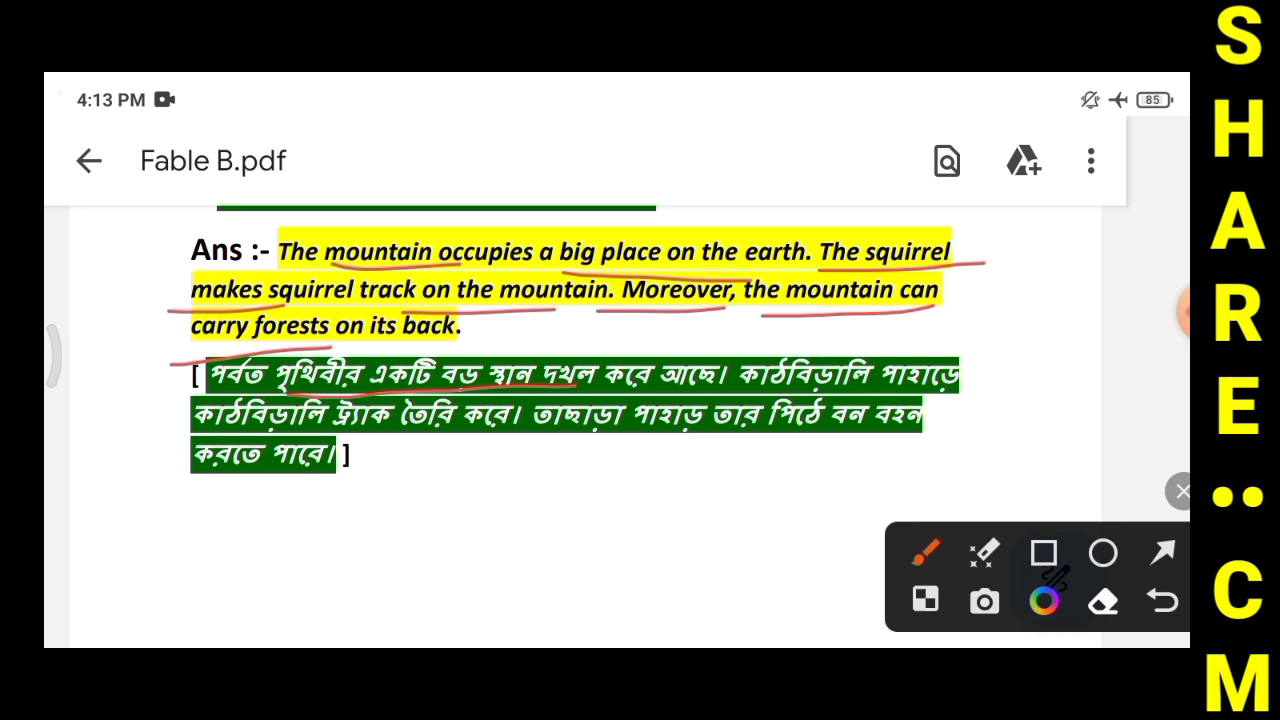 4:13 PM
85
Fable B.pdf
Ans :- The mountain occupies a big place on the earth. The squirrel
makes squirrel track on the mountain. Moreover, the mountain can
carry forests on its back.
[ পর্বত পৃথিবীর একটি বড় স্থান দখল করে আছে। কাঠবিড়ালি পাহাড়ে
কাঠবিড়ালি ট্র্যাক তৈরি করে। তাছাড়া পাহাড় তার পিঠে বন বহন
করতে পারে। ]
SHARE··CM